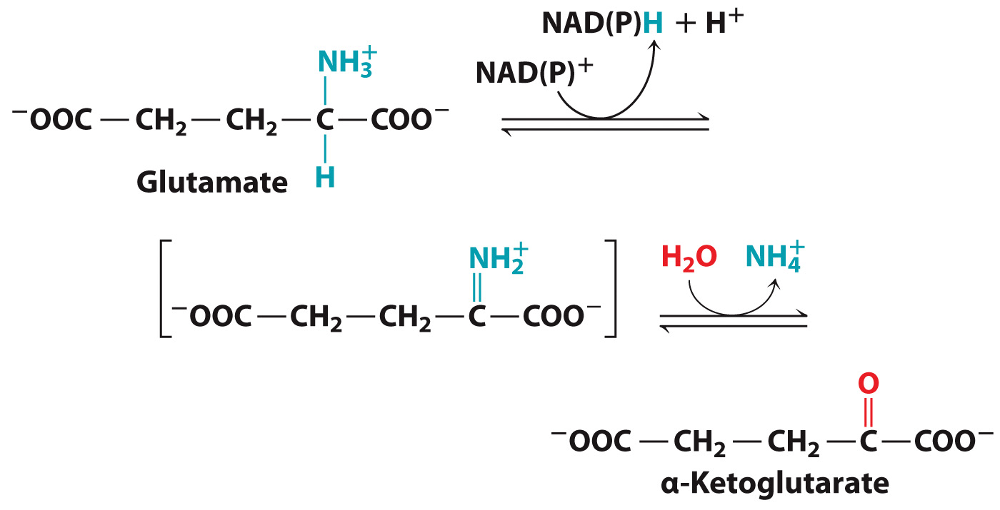 NAD(P)H + H⁺
NAD(P)⁺
NH₃⁺
⁻OOC — CH₂ — CH₂ — C — COO⁻
H
Glutamate
NH₂⁺
[⁻OOC — CH₂ — CH₂ — C — COO⁻]
H₂O NH₄⁺
O
⁻OOC — CH₂ — CH₂ — C — COO⁻
α-Ketoglutarate